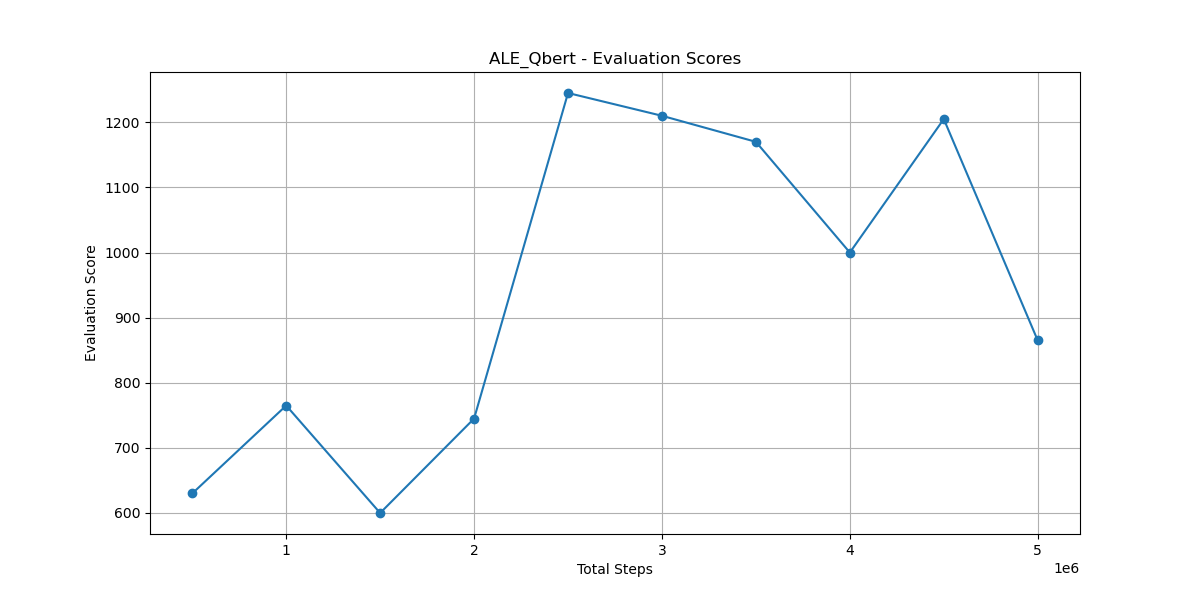 ALE_Qbert - Evaluation Scores
Evaluation Score
1200
1100
1000
900
800
700
600
1 2 3 4 5
Total Steps
1e6